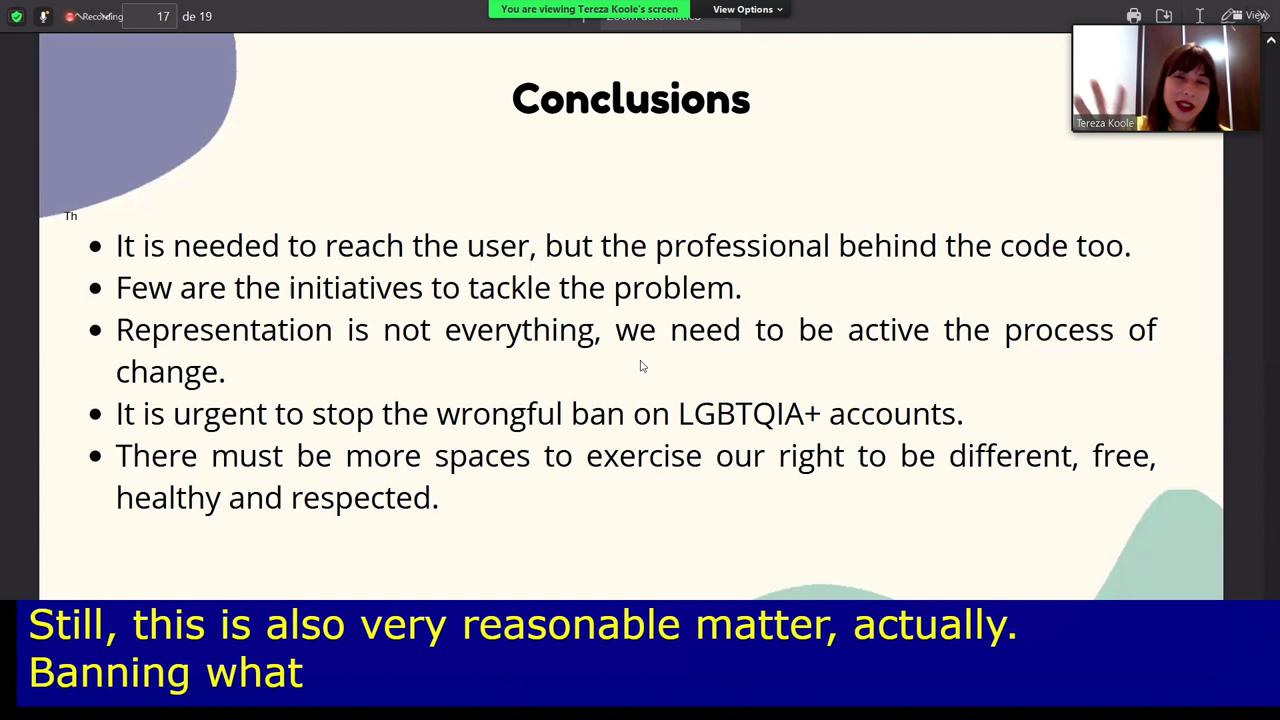 Recording
17 de 19
You are viewing Tereza Koole's screen
View Options
Zoom automático
View
Tereza Koole
Conclusions
Th
• It is needed to reach the user, but the professional behind the code too.
• Few are the initiatives to tackle the problem.
• Representation is not everything, we need to be active the process of
change.
• It is urgent to stop the wrongful ban on LGBTQIA+ accounts.
• There must be more spaces to exercise our right to be different, free,
healthy and respected.
Still, this is also very reasonable matter, actually.
Banning what